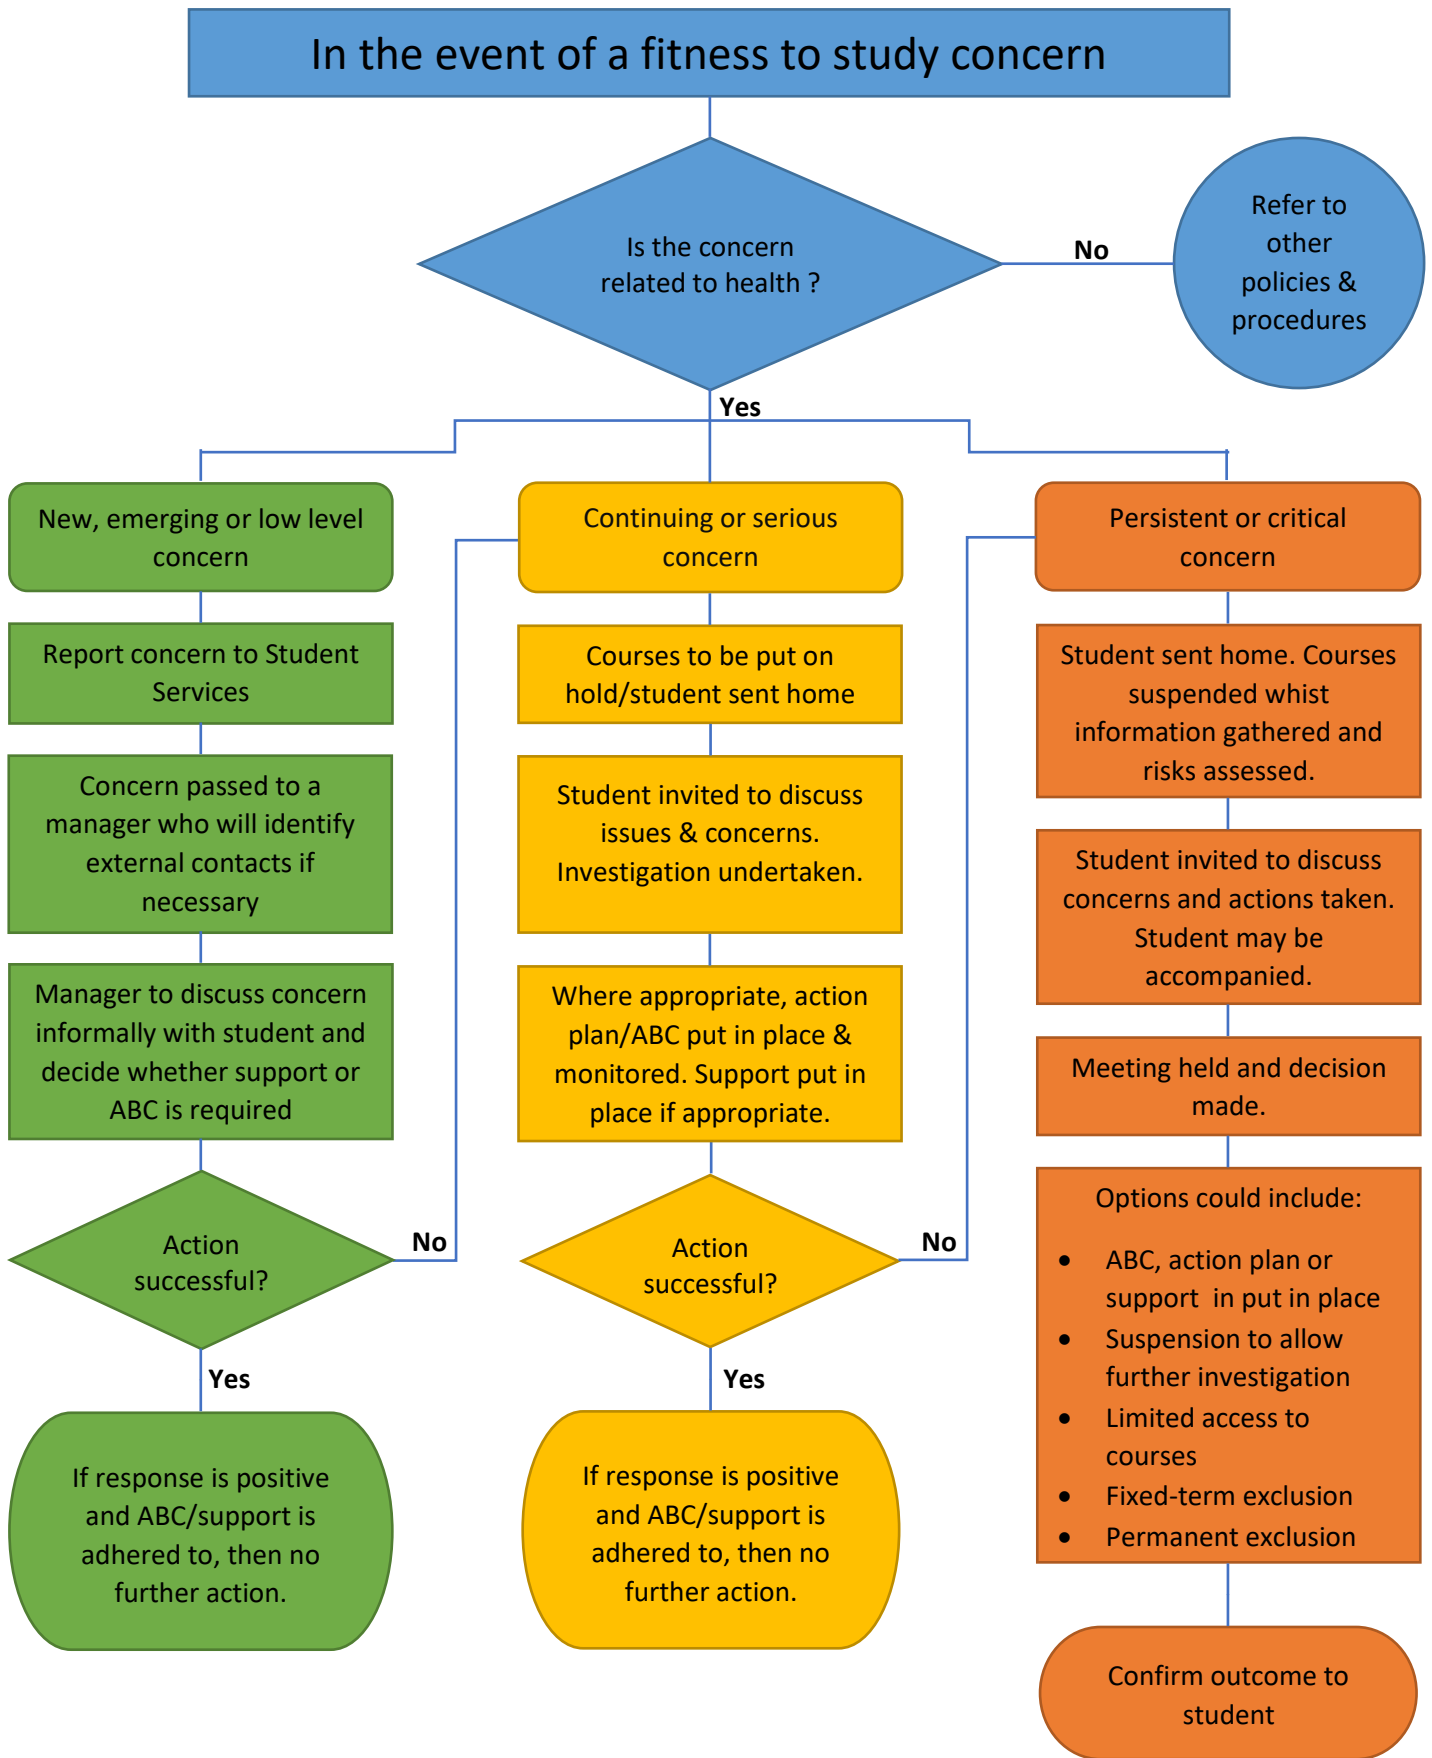 In the event of a fitness to study concern
Is the concern
related to health ?
No
Refer to
other
policies &
procedures
Yes
New, emerging or low level
concern
Report concern to Student
Services
Concern passed to a
manager who will identify
external contacts if
necessary
Manager to discuss concern
informally with student and
decide whether support or
ABC is required
Action
successful?
No
Yes
If response is positive
and ABC/support is
adhered to, then no
further action.
Continuing or serious
concern
Courses to be put on
hold/student sent home
Student invited to discuss
issues & concerns.
Investigation undertaken.
Where appropriate, action
plan/ABC put in place &
monitored. Support put in
place if appropriate.
Action
successful?
No
Yes
If response is positive
and ABC/support is
adhered to, then no
further action.
Persistent or critical
concern
Student sent home. Courses
suspended whist
information gathered and
risks assessed.
Student invited to discuss
concerns and actions taken.
Student may be
accompanied.
Meeting held and decision
made.
Options could include:
• ABC, action plan or
support in put in place
• Suspension to allow
further investigation
• Limited access to
courses
• Fixed-term exclusion
• Permanent exclusion
Confirm outcome to
student